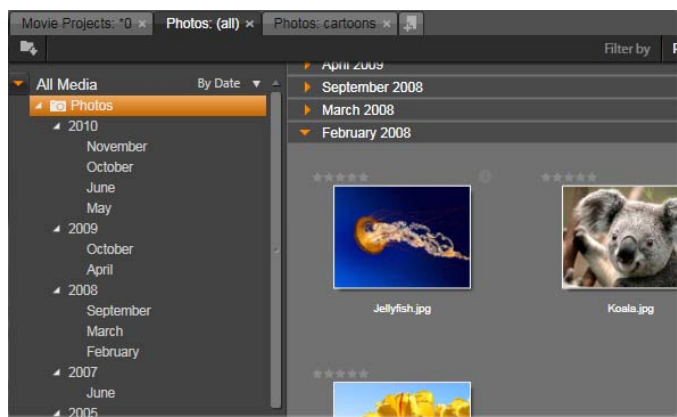 Movie Projects: *0 × Photos: (all) × Photos: cartoons ×
Filter by
All Media By Date
Photos
2010
November
October
June
May
2009
October
April
2008
September
March
February
2007
June
2005
April 2009
September 2008
March 2008
February 2008
Jellyfish.jpg Koala.jpg